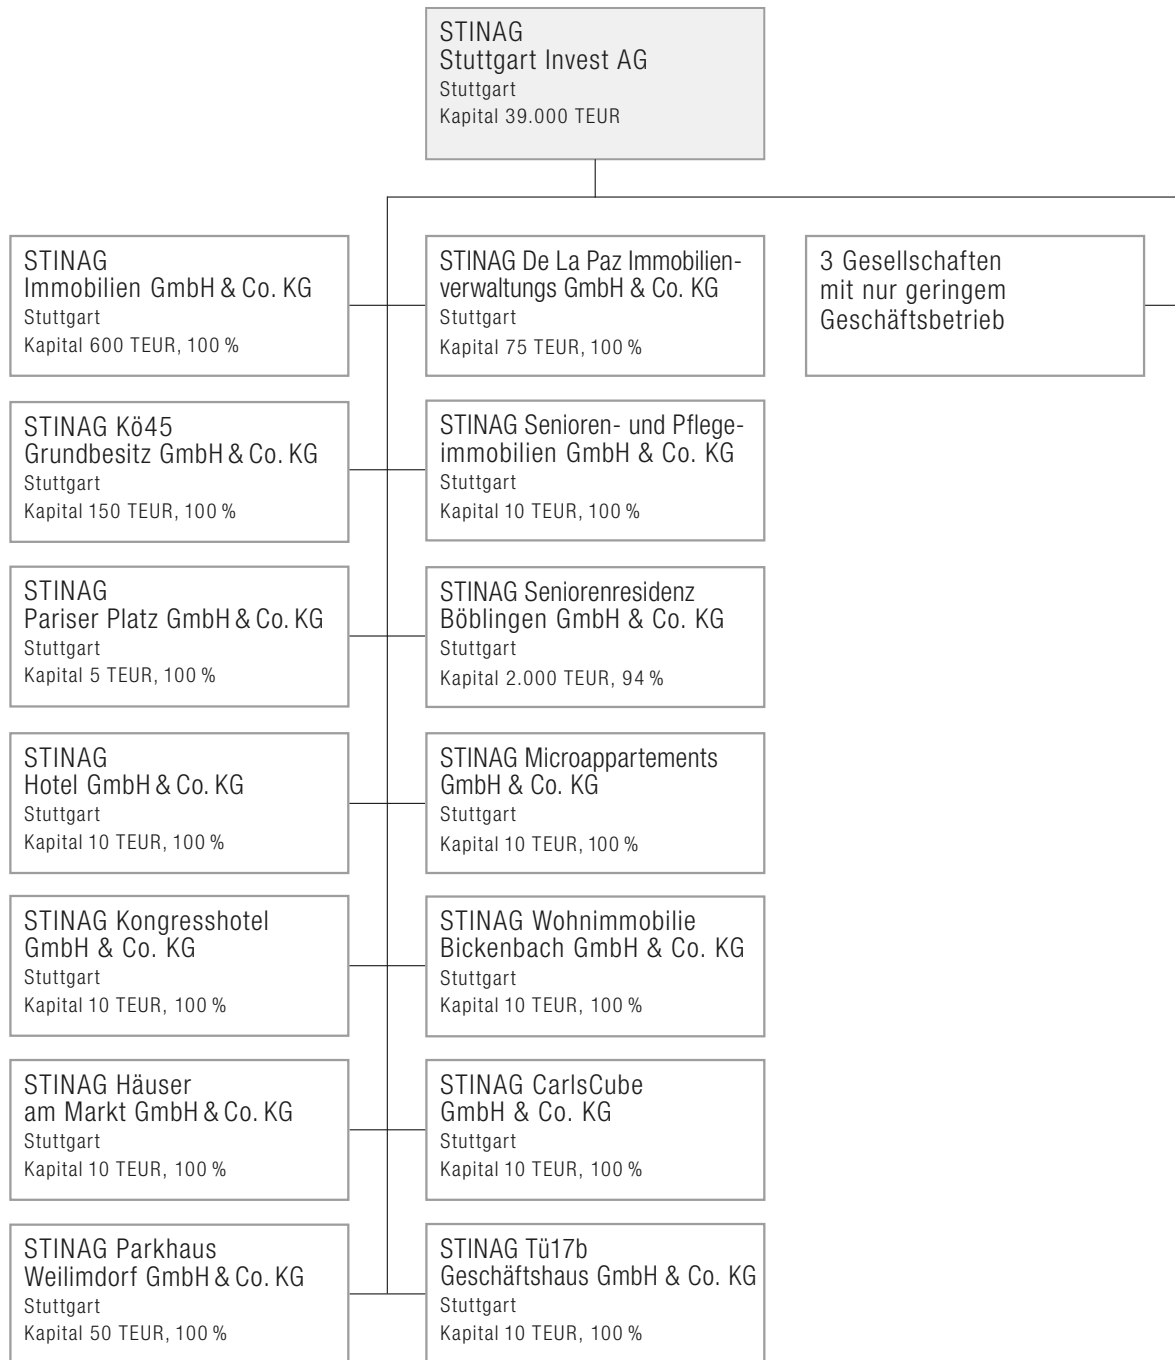 STINAG
Stuttgart Invest AG
Stuttgart
Kapital 39.000 TEUR
STINAG
Immobilien GmbH & Co. KG
Stuttgart
Kapital 600 TEUR, 100 %
STINAG De La Paz Immobilien-
verwaltungs GmbH & Co. KG
Stuttgart
Kapital 75 TEUR, 100 %
3 Gesellschaften
mit nur geringem
Geschäftsbetrieb
STINAG Kö45
Grundbesitz GmbH & Co. KG
Stuttgart
Kapital 150 TEUR, 100 %
STINAG Senioren- und Pflege-
immobilien GmbH & Co. KG
Stuttgart
Kapital 10 TEUR, 100 %
STINAG
Pariser Platz GmbH & Co. KG
Stuttgart
Kapital 5 TEUR, 100 %
STINAG Seniorenresidenz
Böblingen GmbH & Co. KG
Stuttgart
Kapital 2.000 TEUR, 94 %
STINAG
Hotel GmbH & Co. KG
Stuttgart
Kapital 10 TEUR, 100 %
STINAG Microappartements
GmbH & Co. KG
Stuttgart
Kapital 10 TEUR, 100 %
STINAG Kongresshotel
GmbH & Co. KG
Stuttgart
Kapital 10 TEUR, 100 %
STINAG Wohnimmobilie
Bickenbach GmbH & Co. KG
Stuttgart
Kapital 10 TEUR, 100 %
STINAG Häuser
am Markt GmbH & Co. KG
Stuttgart
Kapital 10 TEUR, 100 %
STINAG CarlsCube
GmbH & Co. KG
Stuttgart
Kapital 10 TEUR, 100 %
STINAG Parkhaus
Weilimdorf GmbH & Co. KG
Stuttgart
Kapital 50 TEUR, 100 %
STINAG Tü17b
Geschäftshaus GmbH & Co. KG
Stuttgart
Kapital 10 TEUR, 100 %